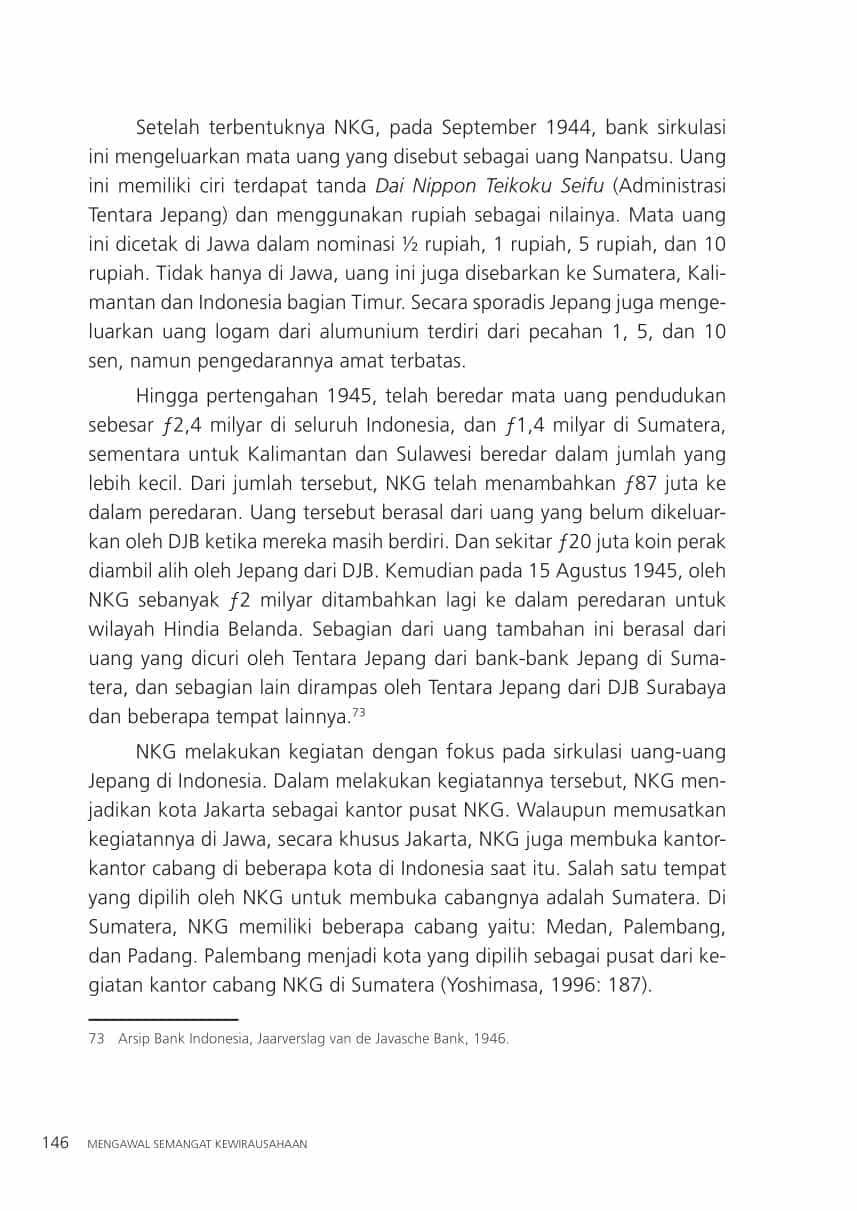 Setelah terbentuknya NKG, pada September 1944, bank sirkulasi
ini mengeluarkan mata uang yang disebut sebagai uang Nanpatsu. Uang
ini memiliki ciri terdapat tanda Dai Nippon Teikoku Seifu (Administrasi
Tentara Jepang) dan menggunakan rupiah sebagai nilainya. Mata uang
ini dicetak di Jawa dalam nominasi ½ rupiah, 1 rupiah, 5 rupiah, dan 10
rupiah. Tidak hanya di Jawa, uang ini juga disebarkan ke Sumatera, Kali-
mantan dan Indonesia bagian Timur. Secara sporadis Jepang juga menge-
luarkan uang logam dari alumunium terdiri dari pecahan 1, 5, dan 10
sen, namun pengedarannya amat terbatas.
Hingga pertengahan 1945, telah beredar mata uang pendudukan
sebesar ƒ2,4 milyar di seluruh Indonesia, dan ƒ1,4 milyar di Sumatera,
sementara untuk Kalimantan dan Sulawesi beredar dalam jumlah yang
lebih kecil. Dari jumlah tersebut, NKG telah menambahkan ƒ87 juta ke
dalam peredaran. Uang tersebut berasal dari uang yang belum dikeluar-
kan oleh DJB ketika mereka masih berdiri. Dan sekitar ƒ20 juta koin perak
diambil alih oleh Jepang dari DJB. Kemudian pada 15 Agustus 1945, oleh
NKG sebanyak ƒ2 milyar ditambahkan lagi ke dalam peredaran untuk
wilayah Hindia Belanda. Sebagian dari uang tambahan ini berasal dari
uang yang dicuri oleh Tentara Jepang dari bank-bank Jepang di Suma-
tera, dan sebagian lain dirampas oleh Tentara Jepang dari DJB Surabaya
dan beberapa tempat lainnya.73
NKG melakukan kegiatan dengan fokus pada sirkulasi uang-uang
Jepang di Indonesia. Dalam melakukan kegiatannya tersebut, NKG men-
jadikan kota Jakarta sebagai kantor pusat NKG. Walaupun memusatkan
kegiatannya di Jawa, secara khusus Jakarta, NKG juga membuka kantor-
kantor cabang di beberapa kota di Indonesia saat itu. Salah satu tempat
yang dipilih oleh NKG untuk membuka cabangnya adalah Sumatera. Di
Sumatera, NKG memiliki beberapa cabang yaitu: Medan, Palembang,
dan Padang. Palembang menjadi kota yang dipilih sebagai pusat dari ke-
giatan kantor cabang NKG di Sumatera (Yoshimasa, 1996: 187).
73 Arsip Bank Indonesia, Jaarverslag van de Javasche Bank, 1946.
146 MENGAWAL SEMANGAT KEWIRAUSAHAAN